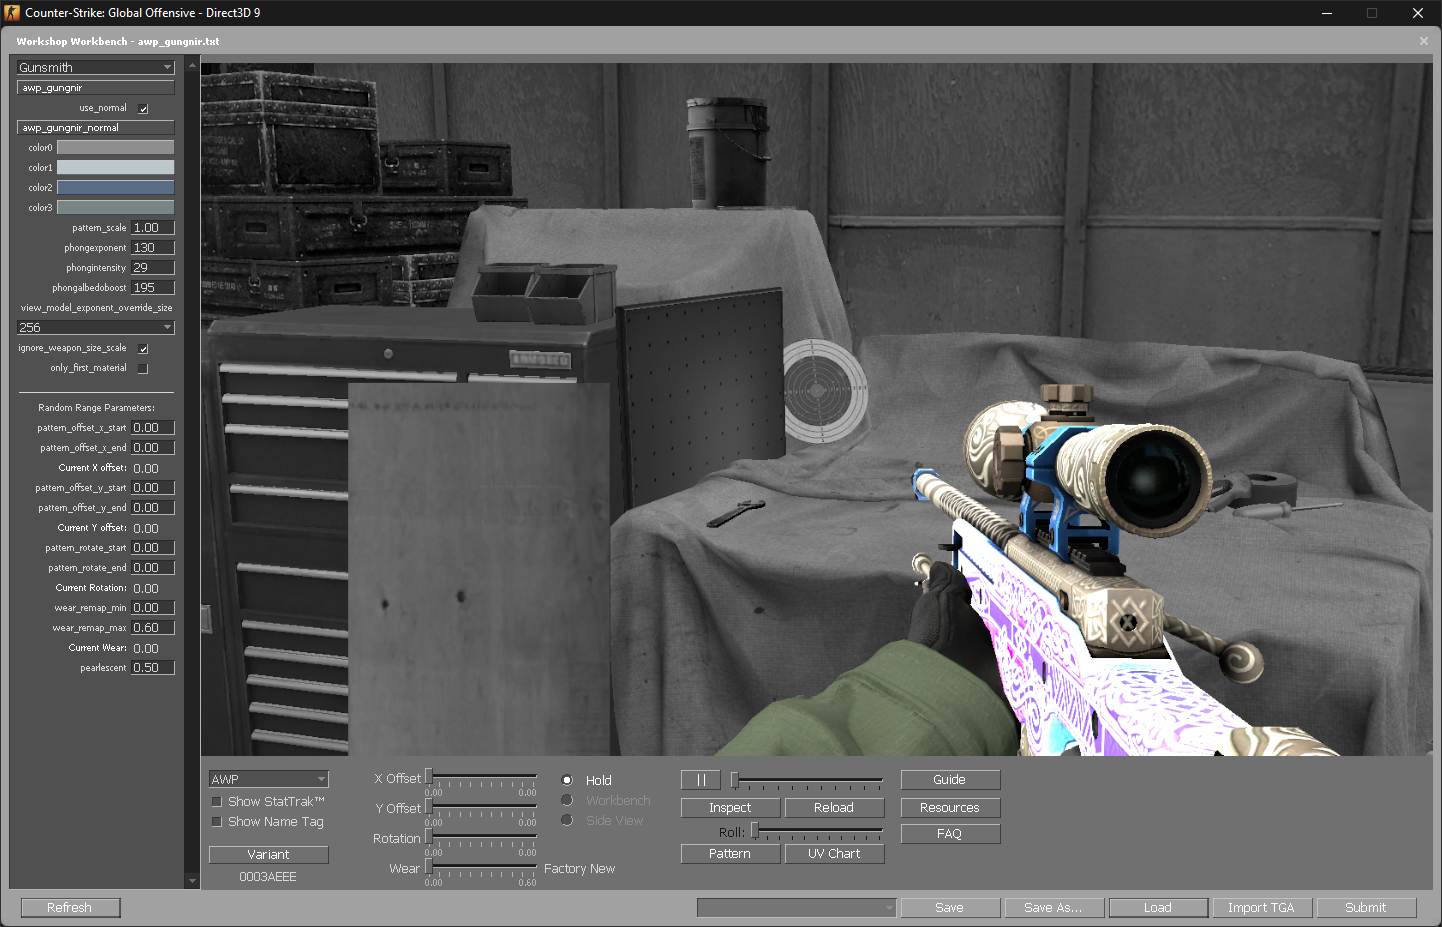 Counter-Strike: Global Offensive - Direct3D 9
Workshop Workbench - awp_gungnir.txt
Gunsmith
awp_gungnir
use_normal
awp_gungnir_normal
color0
color1
color2
color3
pattern_scale 1.00
phongexponent 130
phongintensity 29
phongalbedoboost 195
view_model_exponent_override_size
256
ignore_weapon_size_scale
only_first_material
Random Range Parameters:
pattern_offset_x_start 0.00
pattern_offset_x_end 0.00
Current X offset: 0.00
pattern_offset_y_start 0.00
pattern_offset_y_end 0.00
Current Y offset: 0.00
pattern_rotate_start 0.00
pattern_rotate_end 0.00
Current Rotation: 0.00
wear_remap_min 0.00
wear_remap_max 0.60
Current Wear: 0.00
pearlescent 0.50
AWP
Show StatTrak™
Show Name Tag
Variant
0003AEEE
X Offset
0.00 0.00
Y Offset
0.00 0.00
Rotation
0.00 0.00
Wear Factory New
0.00 0.60
Hold
Workbench
Side View
Inspect Reload
Roll:
Pattern UV Chart
Guide
Resources
FAQ
Refresh Save Save As... Load Import TGA Submit